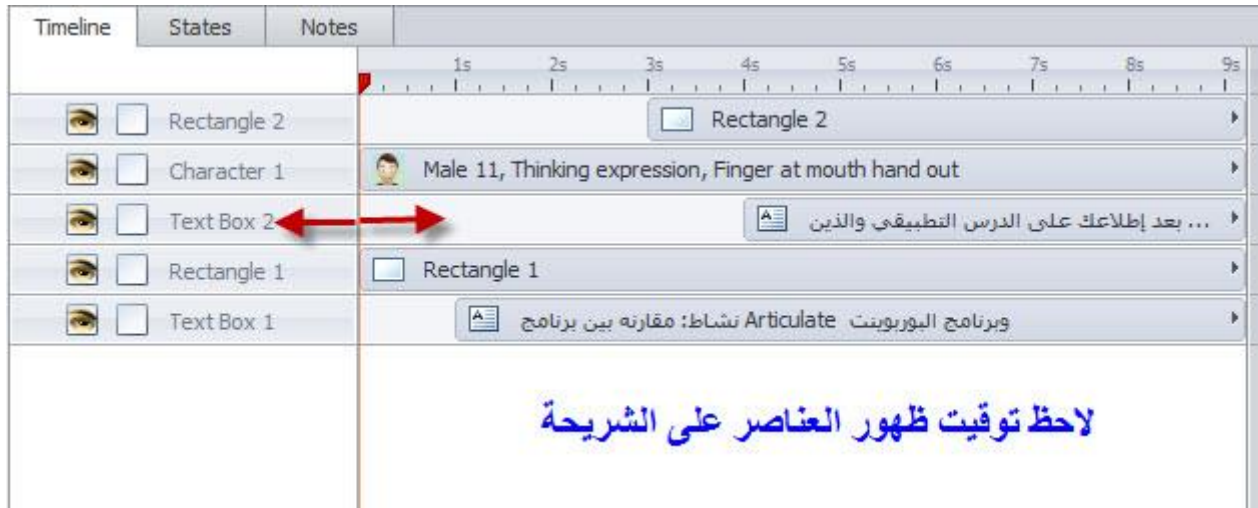 Timeline States Notes
1s 2s 3s 4s 5s 6s 7s 8s 9s
Rectangle 2 Rectangle 2
Character 1 Male 11, Thinking expression, Finger at mouth hand out
Text Box 2 بعد إطلاعك على الدرس التطبيقي والذين ...
Rectangle 1 Rectangle 1
Text Box 1 وبرنامج البوربوينت Articulate نشاط: مقارنه بين برنامج
لاحظ توقيت ظهور العناصر على الشريحة